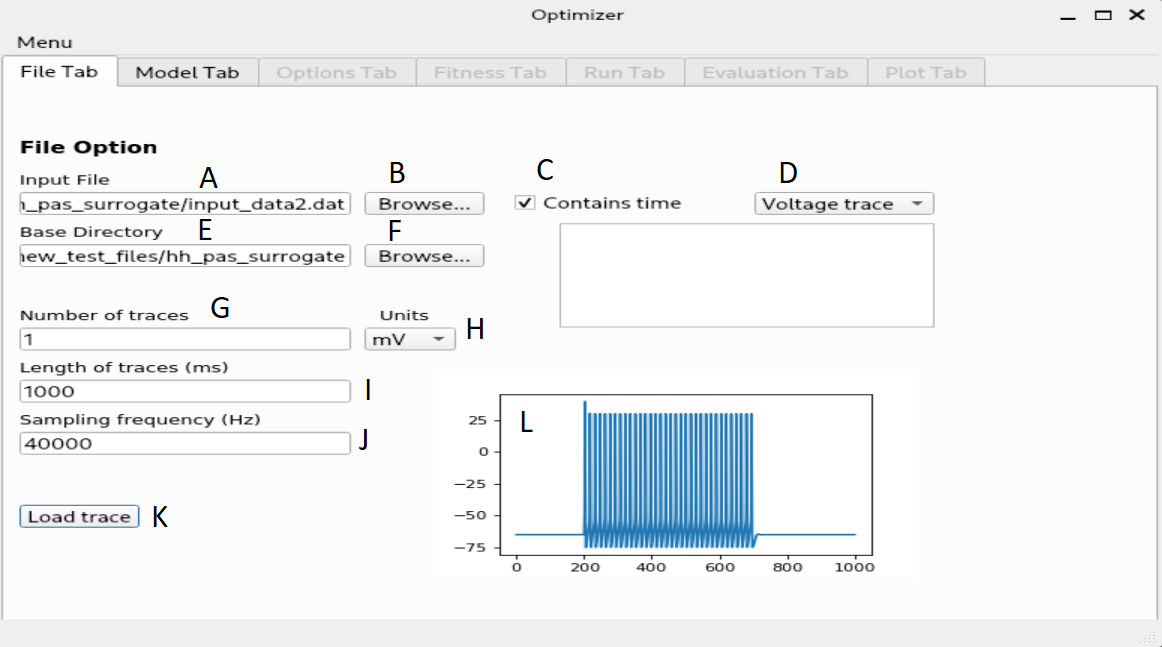 Optimizer
Menu
File Tab Model Tab Options Tab Fitness Tab Run Tab Evaluation Tab Plot Tab
File Option
A B C D
Input File
_pas_surrogate/input_data2.dat Browse... Contains time Voltage trace
Base Directory E F
new_test_files/hh_pas_surrogate Browse...
Number of traces G Units
1 mV H
Length of traces (ms)
1000 I
Sampling frequency (Hz)
40000 J
Load trace K
L
25
0
−25
−50
−75
0 200 400 600 800 1000